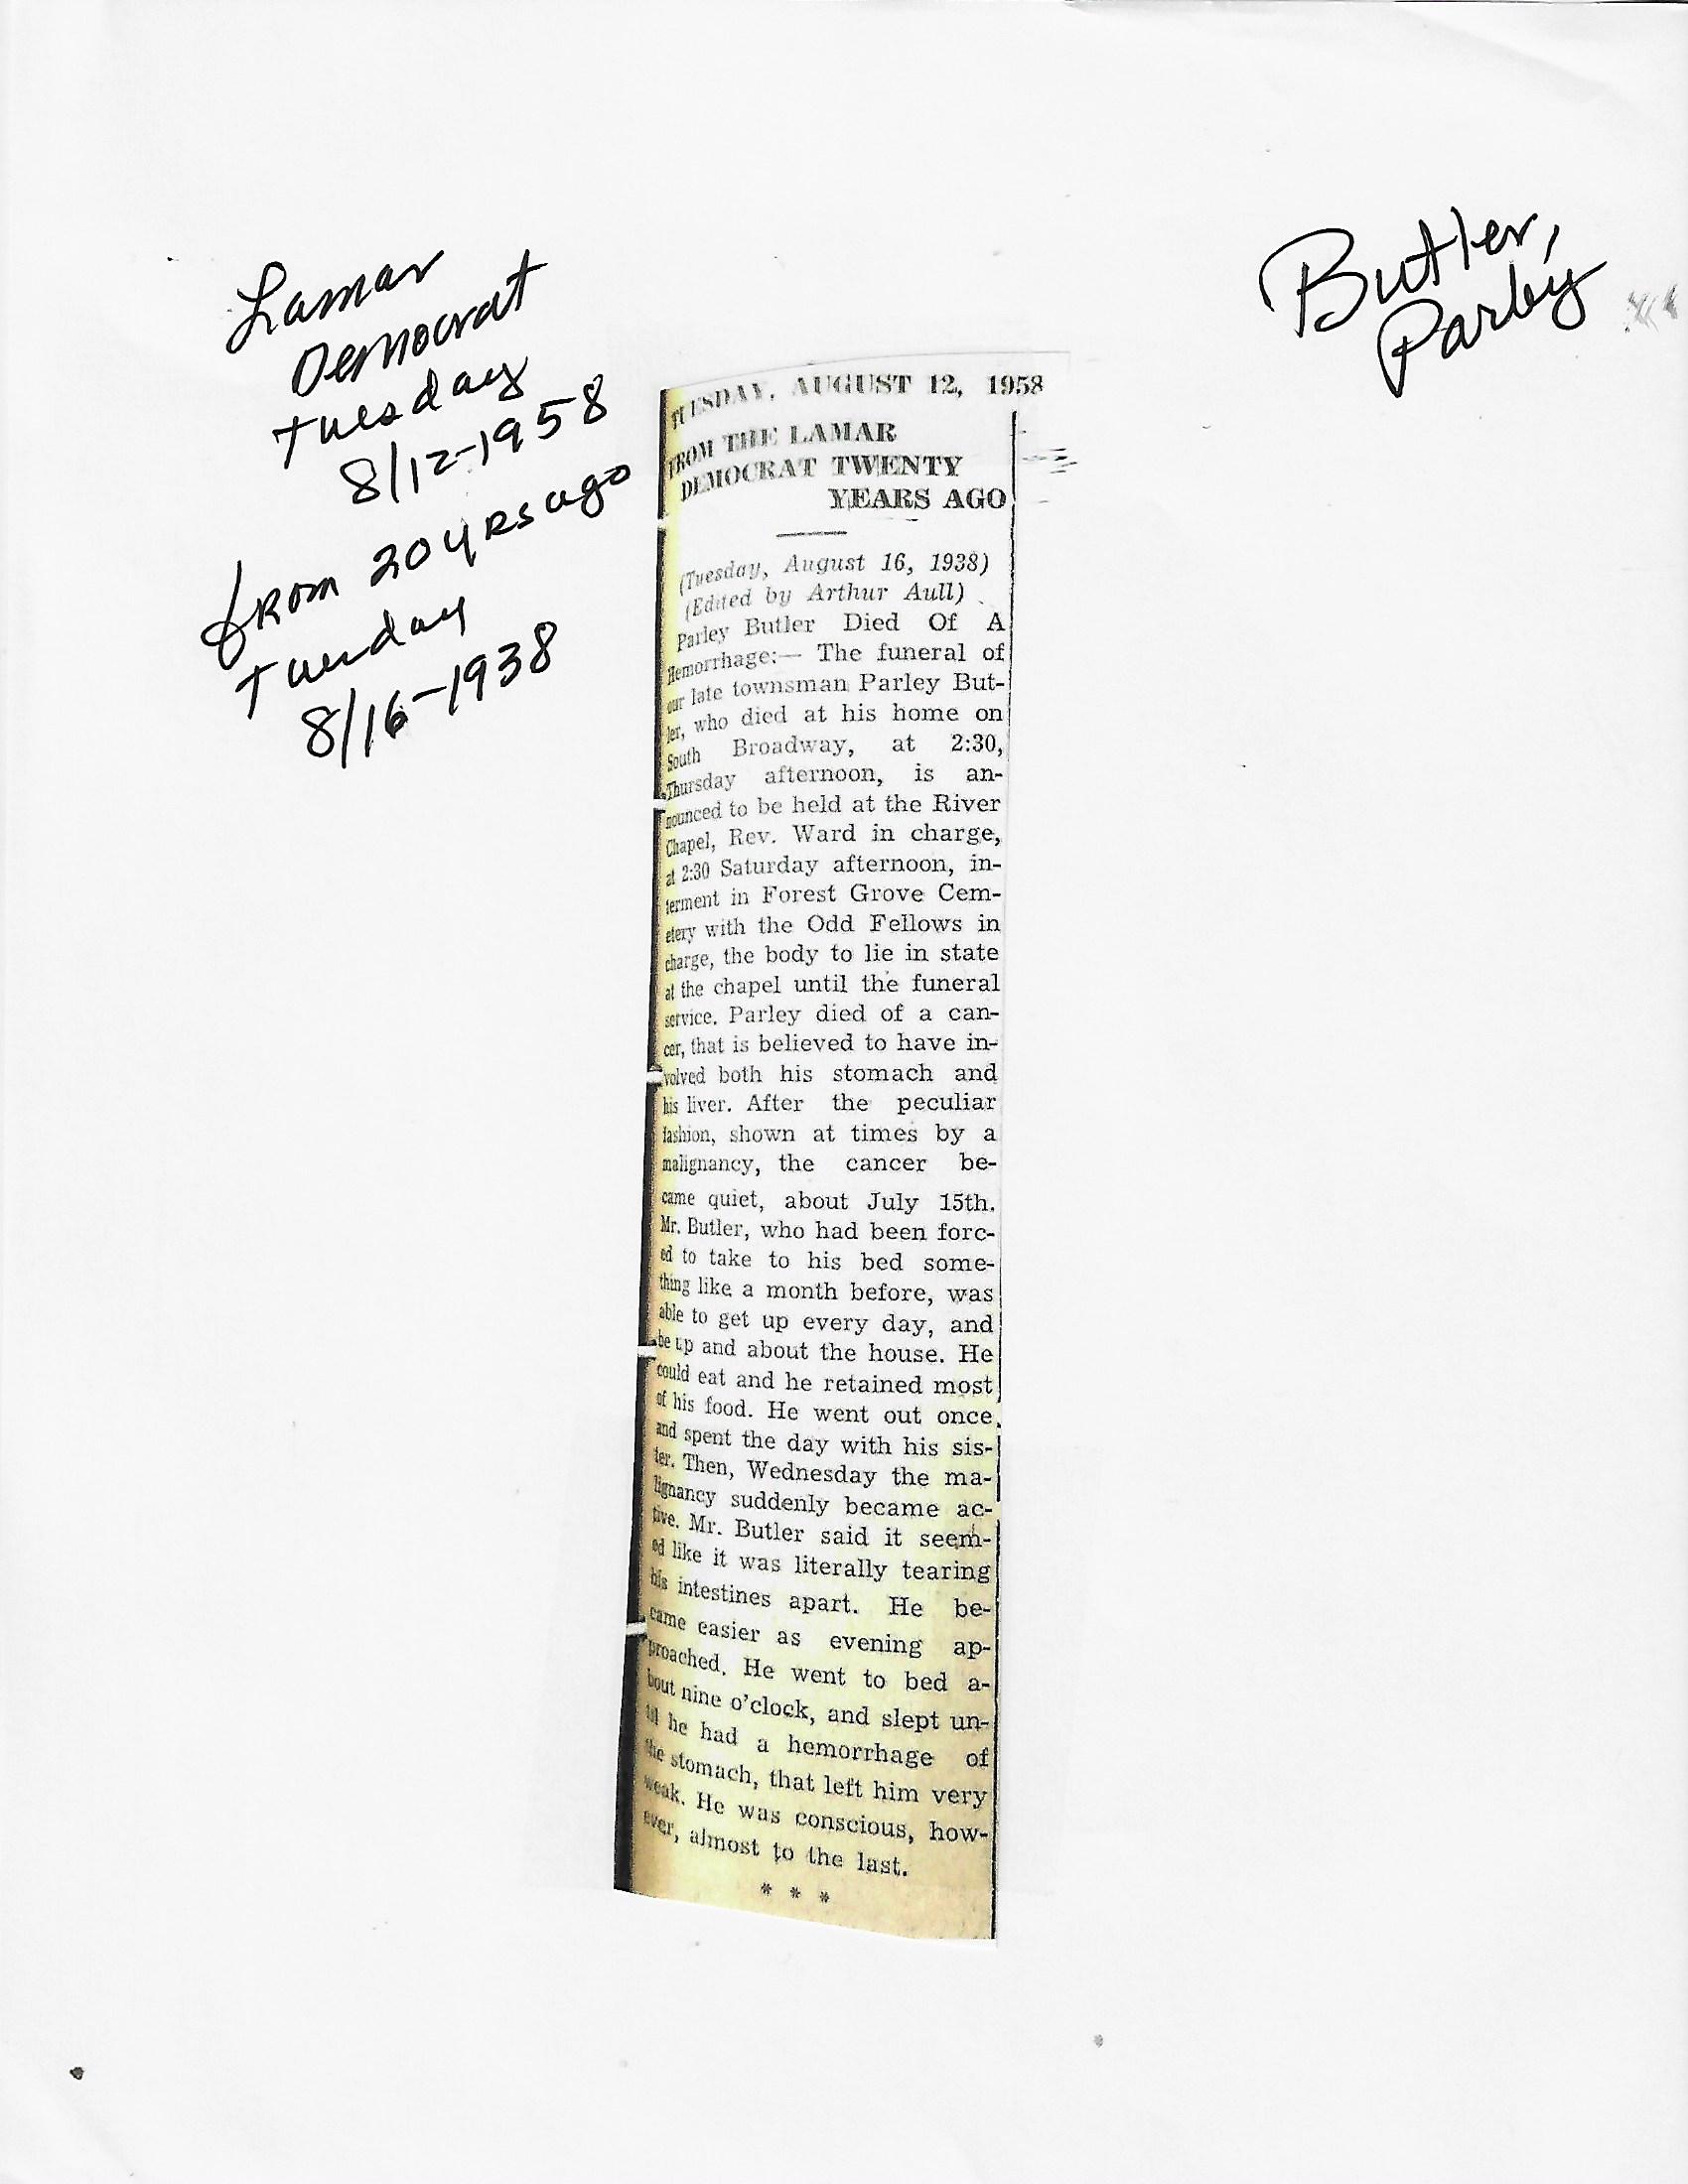 Lamar
Democrat
Tuesday
8/12-1958
from 20 yrs ago
Tuesday
8/16-1938
Butler,
Parley
TUESDAY, AUGUST 12, 1958
FROM THE LAMAR
DEMOCRAT TWENTY
YEARS AGO
(Tuesday, August 16, 1938)
(Edited by Arthur Aull)
Parley Butler Died Of A
Hemorrhage:— The funeral of
our late townsman Parley But-
ler, who died at his home on
South Broadway, at 2:30,
Thursday afternoon, is an-
nounced to be held at the River
Chapel, Rev. Ward in charge,
at 2:30 Saturday afternoon, in-
terment in Forest Grove Cem-
etery with the Odd Fellows in
charge, the body to lie in state
at the chapel until the funeral
service. Parley died of a can-
cer, that is believed to have in-
volved both his stomach and
his liver. After the peculiar
fashion, shown at times by a
malignancy, the cancer be-
came quiet, about July 15th.
Mr. Butler, who had been forc-
ed to take to his bed some-
thing like a month before, was
able to get up every day, and
be up and about the house. He
could eat and he retained most
of his food. He went out once
and spent the day with his sis-
ter. Then, Wednesday the ma-
lignancy suddenly became ac-
tive. Mr. Butler said it seem-
ed like it was literally tearing
his intestines apart. He be-
came easier as evening ap-
proached. He went to bed a-
bout nine o'clock, and slept un-
til he had a hemorrhage of
the stomach, that left him very
weak. He was conscious, how-
ever, almost to the last.
* * *